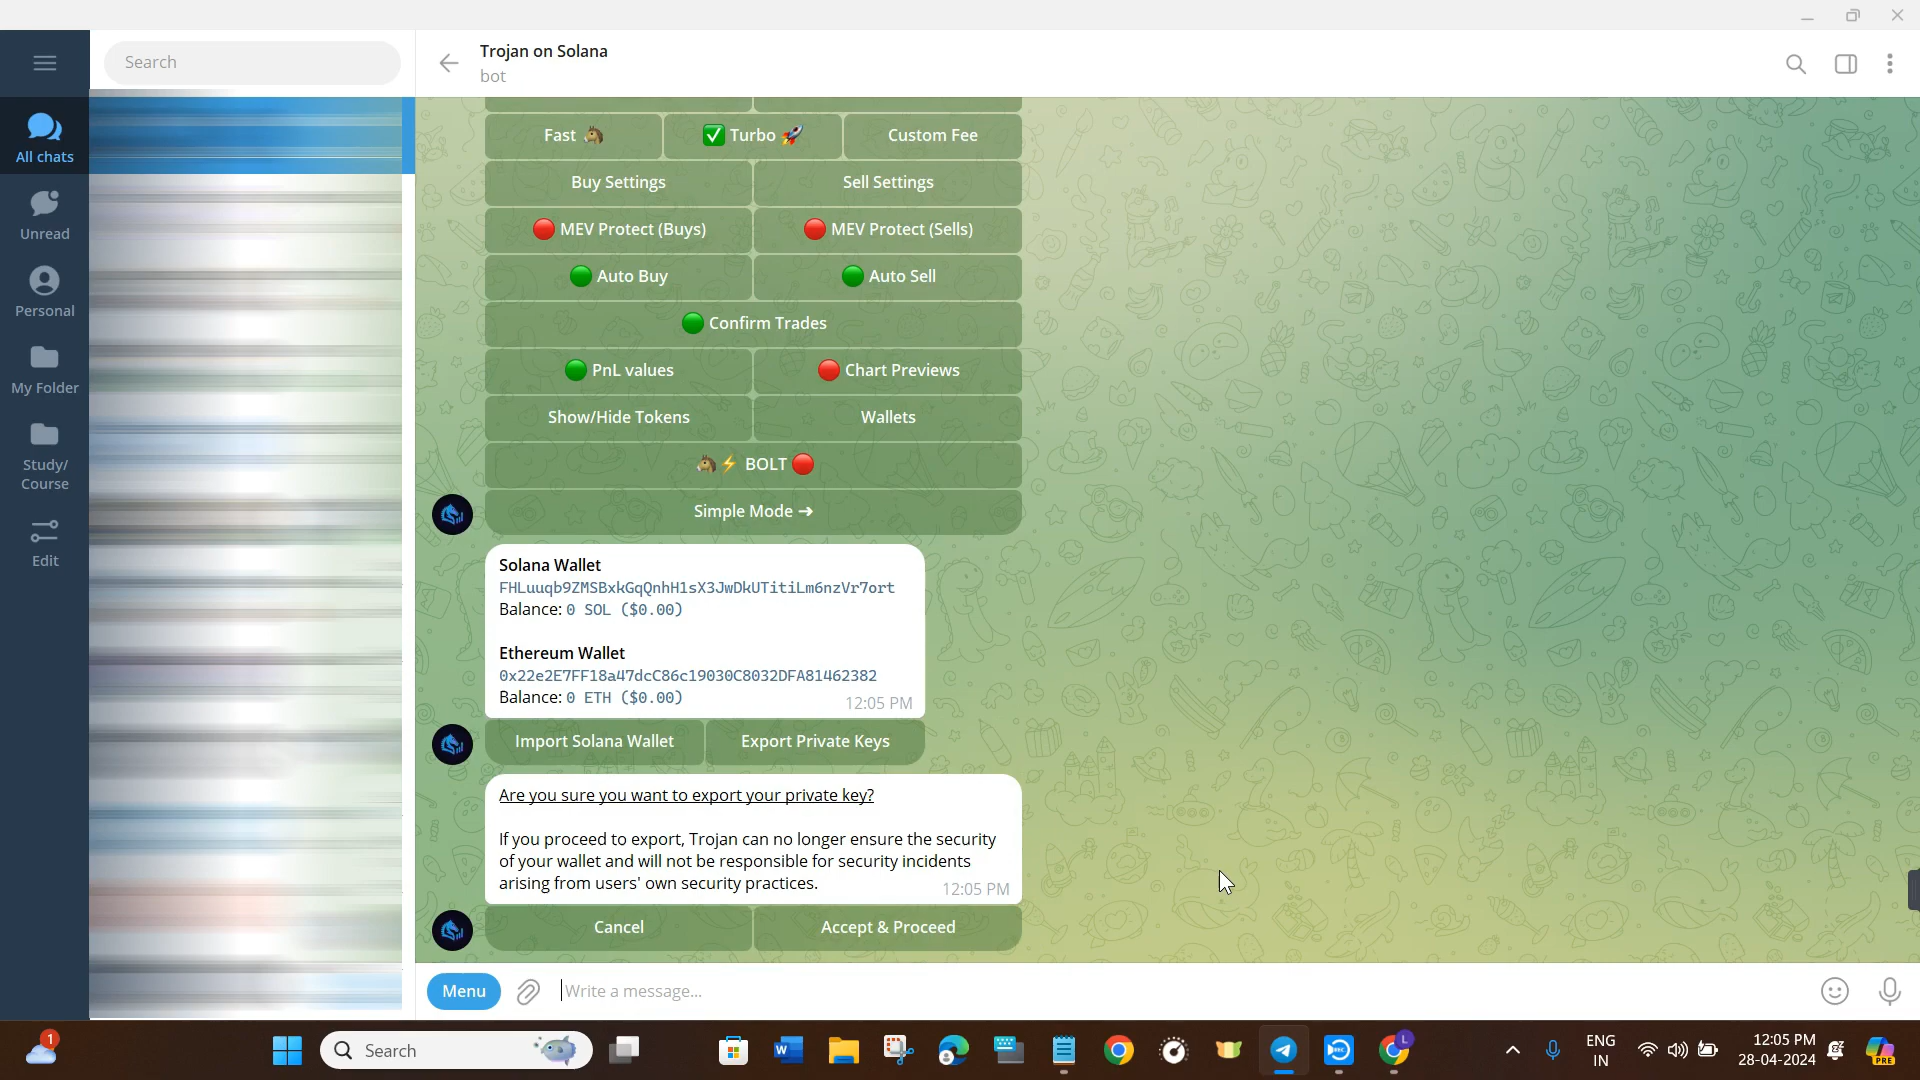 Search
Trojan on Solana
bot
All chats
Unread
Personal
My Folder
Study/
Course
Edit
Fast 🐴
✅ Turbo 🚀
Custom Fee
Buy Settings
Sell Settings
🔴 MEV Protect (Buys)
🔴 MEV Protect (Sells)
🟢 Auto Buy
🟢 Auto Sell
🟢 Confirm Trades
🟢 PnL values
🔴 Chart Previews
Show/Hide Tokens
Wallets
🐴⚡ BOLT 🔴
Simple Mode ➔
Solana Wallet
FHLuuqb9ZMSBxkGqQnhH1sX3JwDkUTitiLm6nzVr7ort
Balance: 0 SOL ($0.00)
Ethereum Wallet
0x22e2E7FF18a47dcC86c19030C8032DFA81462382
Balance: 0 ETH ($0.00)
12:05 PM
Import Solana Wallet
Export Private Keys
Are you sure you want to export your private key?
If you proceed to export, Trojan can no longer ensure the security
of your wallet and will not be responsible for security incidents
arising from users' own security practices.
12:05 PM
Cancel
Accept & Proceed
Menu
Write a message...
1
Search
W
L
ENG
IN
12:05 PM
28-04-2024
PRE